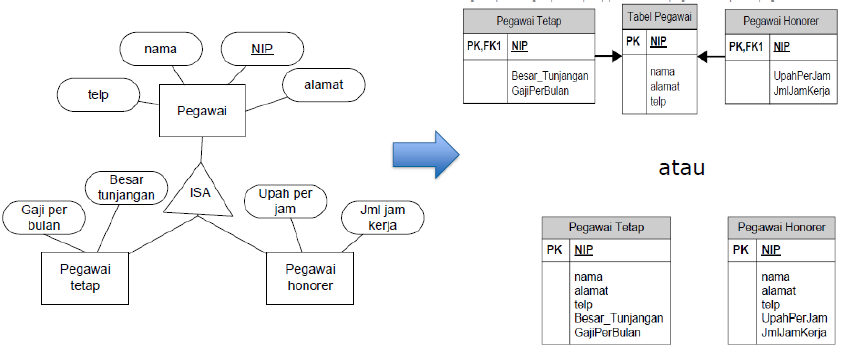 nama
NIP
telp
alamat
Pegawai
ISA
Besar
tunjangan
Gaji per
bulan
Upah per
jam
Jml jam
kerja
Pegawai
tetap
Pegawai
honorer
Pegawai Tetap
PK,FK1 NIP
Besar_Tunjangan
GajiPerBulan
Tabel Pegawai
PK NIP
nama
alamat
telp
Pegawai Honorer
PK,FK1 NIP
UpahPerJam
JmlJamKerja
atau
Pegawai Tetap
PK NIP
nama
alamat
telp
Besar_Tunjangan
GajiPerBulan
Pegawai Honorer
PK NIP
nama
alamat
telp
UpahPerJam
JmlJamKerja